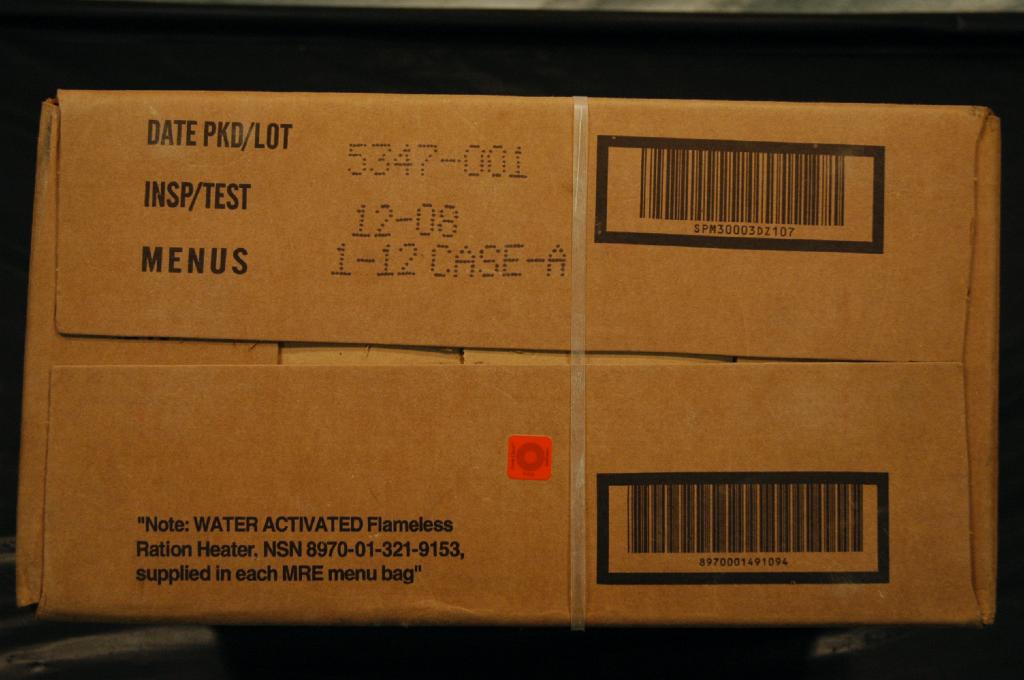 DATE PKD/LOT 5347-001
INSP/TEST 12-08
MENUS 1-12 CASE-A
SPM30003DZ107
"Note: WATER ACTIVATED Flameless
Ration Heater, NSN 8970-01-321-9153,
supplied in each MRE menu bag"
8970001491094